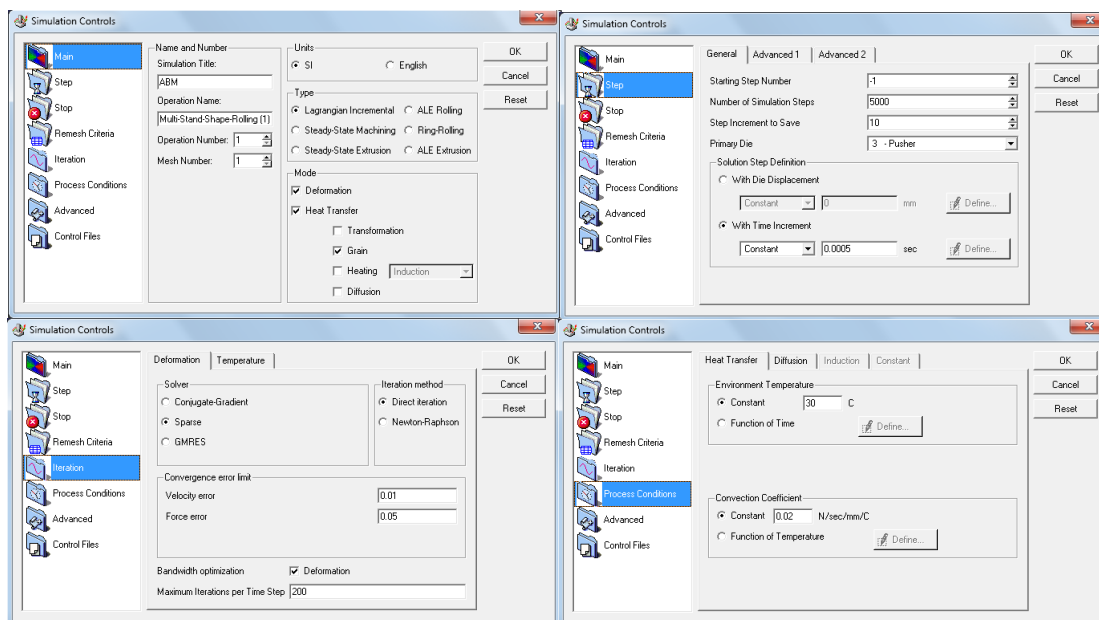 Simulation Controls
Main
Step
Stop
Remesh Criteria
Iteration
Process Conditions
Advanced
Control Files
Name and Number
Simulation Title:
ABM
Operation Name:
Multi-Stand-Shape-Rolling (1)
Operation Number: 1
Mesh Number: 1
Units
SI English
Type
Lagrangian Incremental ALE Rolling
Steady-State Machining Ring-Rolling
Steady-State Extrusion ALE Extrusion
Mode
Deformation
Heat Transfer
Transformation
Grain
Heating Induction
Diffusion
OK
Cancel
Reset
Simulation Controls
Main
Step
Stop
Remesh Criteria
Iteration
Process Conditions
Advanced
Control Files
General Advanced 1 Advanced 2
Starting Step Number -1
Number of Simulation Steps 5000
Step Increment to Save 10
Primary Die 3 - Pusher
Solution Step Definition
With Die Displacement
Constant 0 mm Define...
With Time Increment
Constant 0.0005 sec Define...
OK
Cancel
Reset
Simulation Controls
Main
Step
Stop
Remesh Criteria
Iteration
Process Conditions
Advanced
Control Files
Deformation Temperature
Solver
Conjugate-Gradient
Sparse
GMRES
Iteration method
Direct iteration
Newton-Raphson
Convergence error limit
Velocity error 0.01
Force error 0.05
Bandwidth optimization Deformation
Maximum Iterations per Time Step 200
OK
Cancel
Reset
Simulation Controls
Main
Step
Stop
Remesh Criteria
Iteration
Process Conditions
Advanced
Control Files
Heat Transfer Diffusion Induction Constant
Environment Temperature
Constant 30 C
Function of Time Define...
Convection Coefficient
Constant 0.02 N/sec/mm/C
Function of Temperature Define...
OK
Cancel
Reset